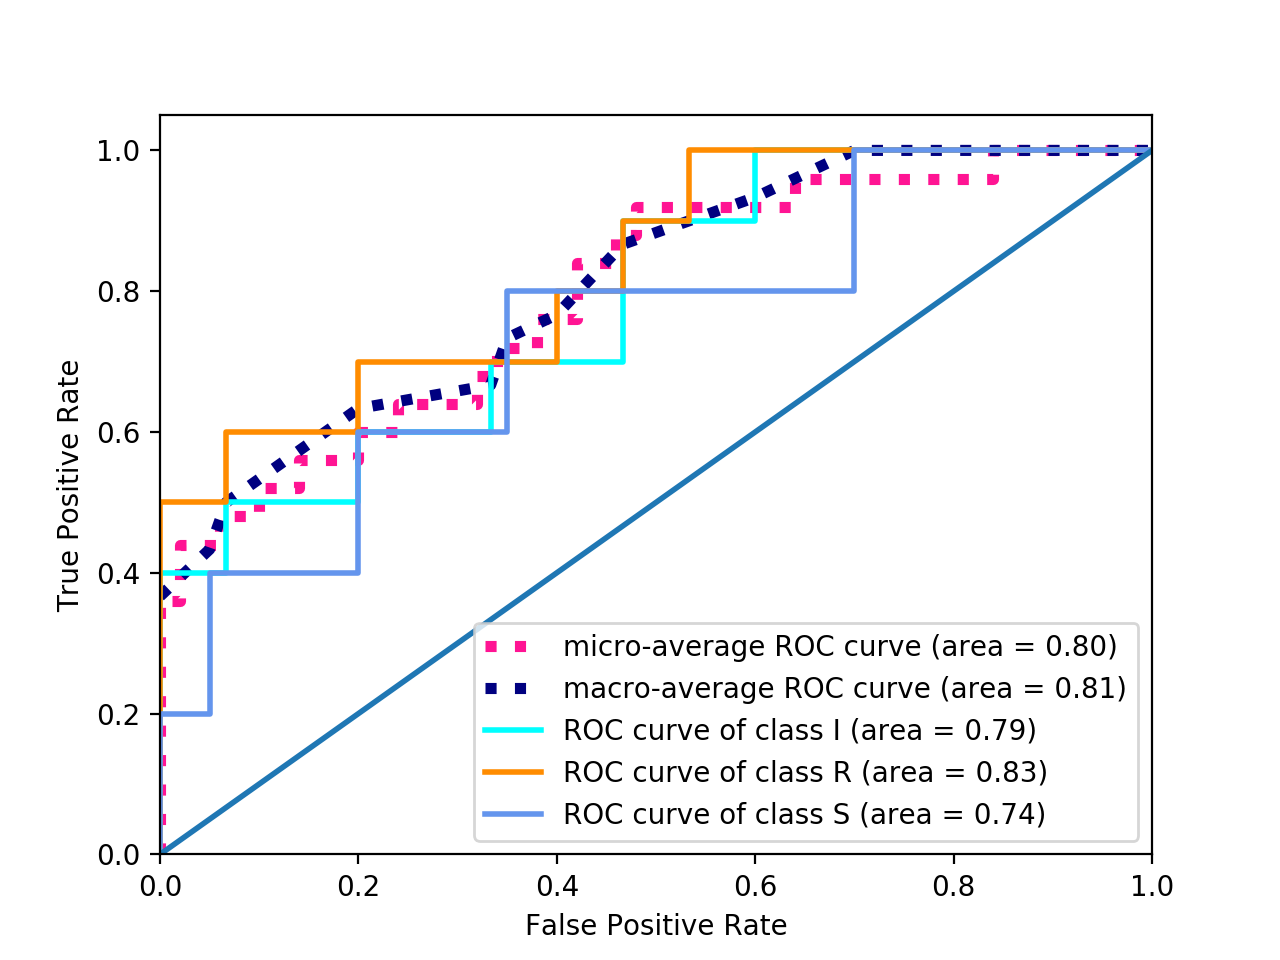 1.0
0.8
0.6
0.4
0.2
0.0
True Positive Rate
micro-average ROC curve (area = 0.80)
macro-average ROC curve (area = 0.81)
ROC curve of class I (area = 0.79)
ROC curve of class R (area = 0.83)
ROC curve of class S (area = 0.74)
0.0 0.2 0.4 0.6 0.8 1.0
False Positive Rate